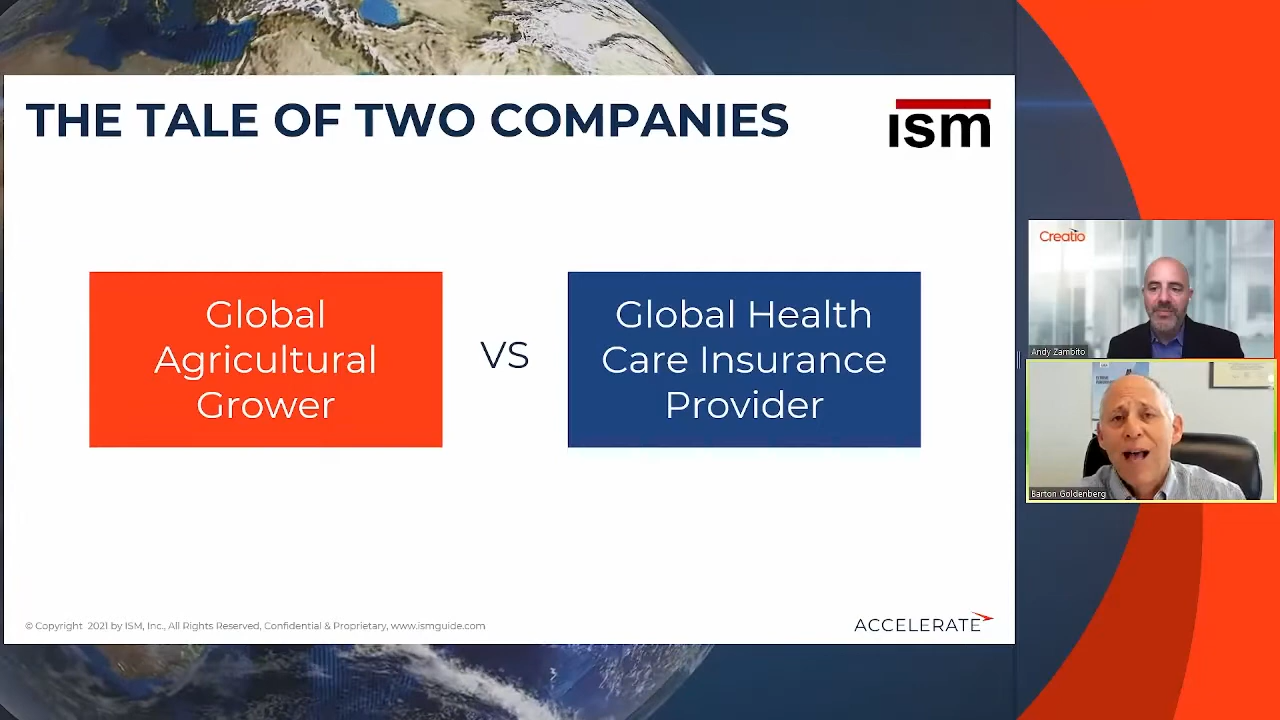 THE TALE OF TWO COMPANIES
ism
Global
Agricultural
Grower
VS
Global Health
Care Insurance
Provider
© Copyright 2021 by ISM, Inc., All Rights Reserved, Confidential & Proprietary, www.ismguide.com
ACCELERATE
Creatio
Andy Zambito
Barton Goldenberg